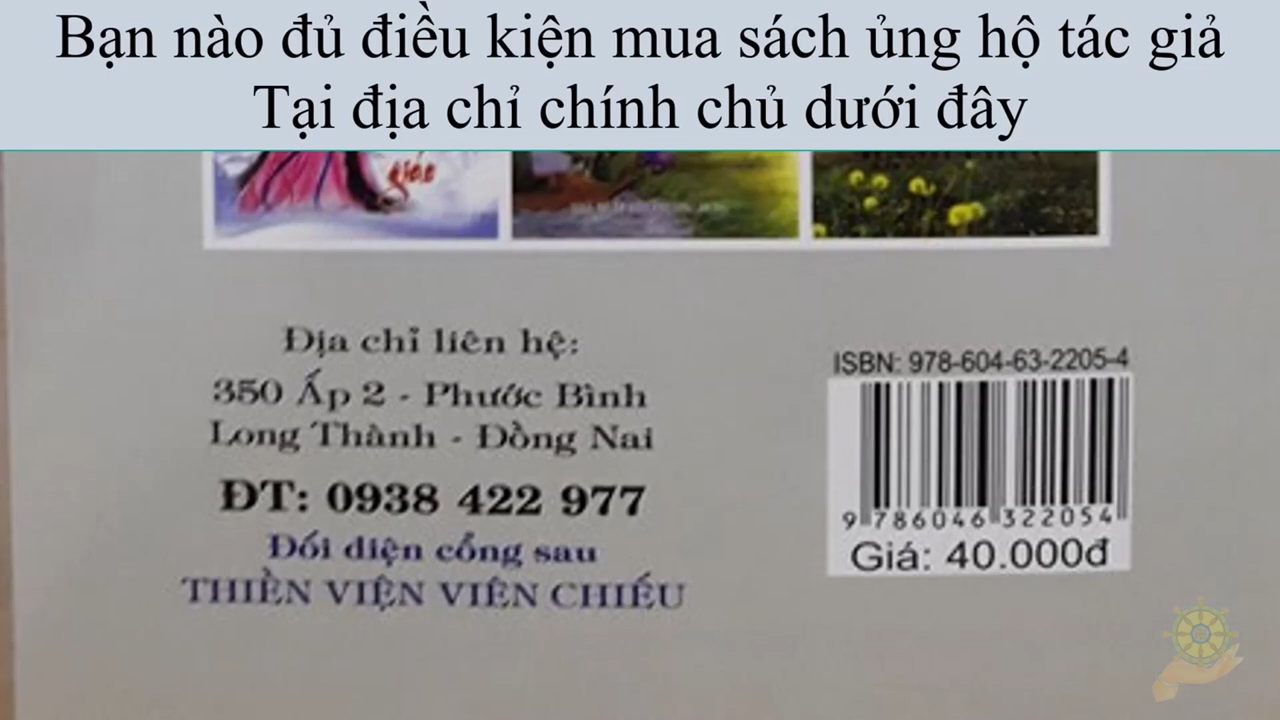 Bạn nào đủ điều kiện mua sách ủng hộ tác giả
Tại địa chỉ chính chủ dưới đây
giác
Địa chỉ liên hệ:
350 Ấp 2 - Phước Bình
Long Thành - Đồng Nai
ĐT: 0938 422 977
Đối diện cổng sau
THIỀN VIỆN VIÊN CHIẾU
ISBN: 978-604-63-2205-4
9 786046 322054
Giá: 40.000đ